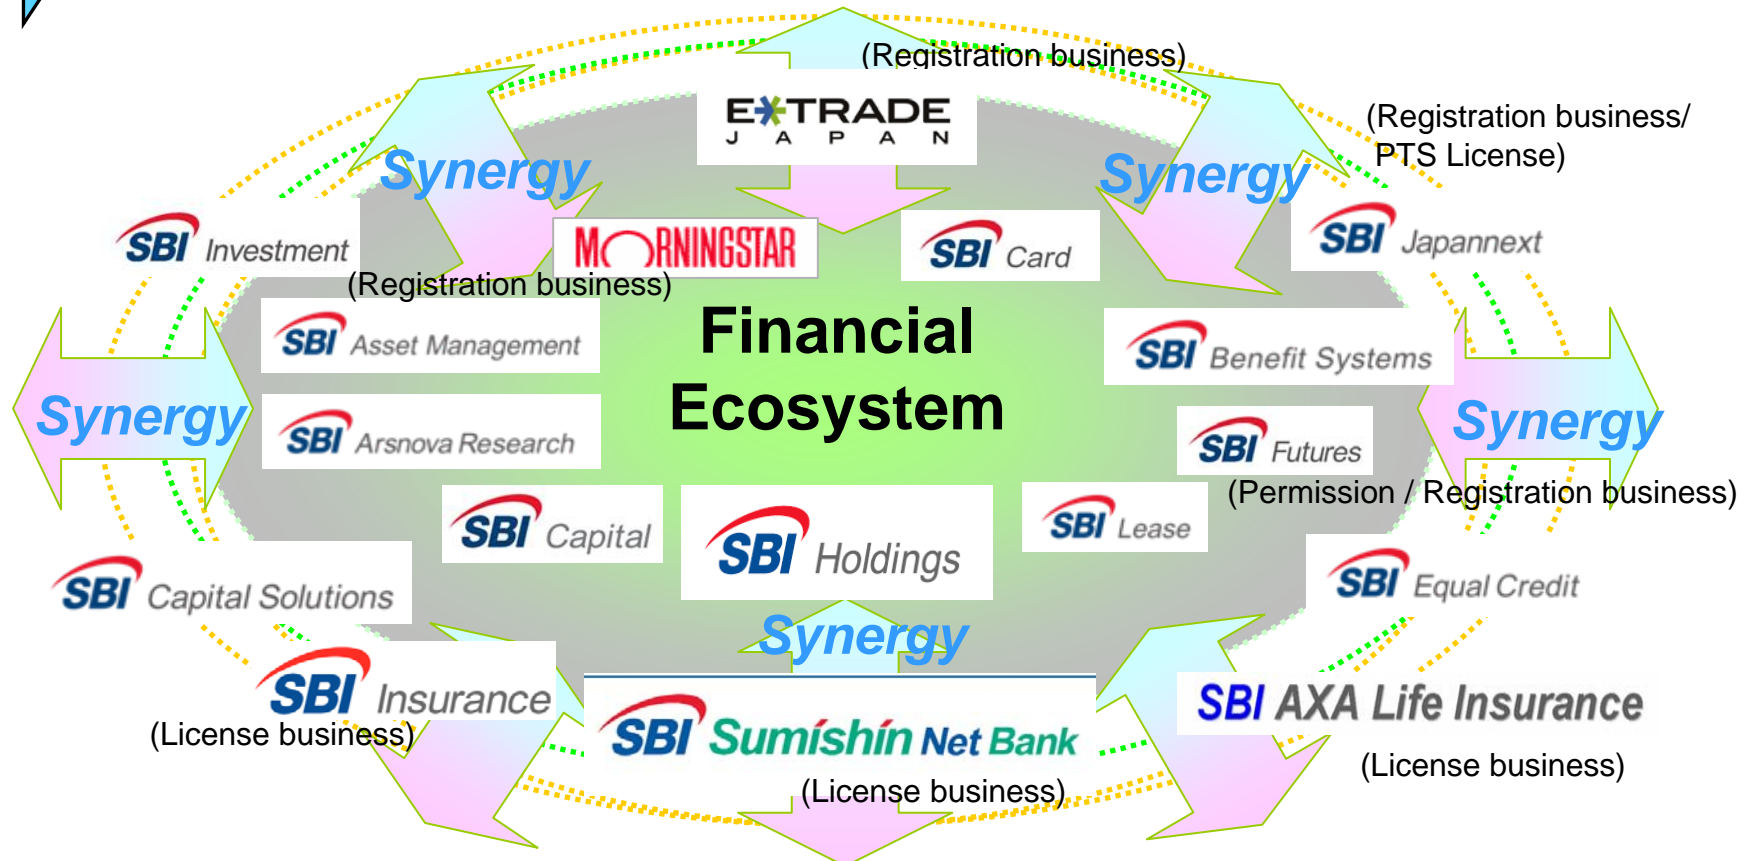 (Registration business)
E*TRADE
JAPAN
(Registration business/
PTS License)
Synergy
Synergy
SBI Investment
MORNINGSTAR
SBI Card
SBI Japannext
(Registration business)
SBI Asset Management
Financial
Ecosystem
SBI Benefit Systems
Synergy
SBI Arsnova Research
SBI Futures
Synergy
(Permission / Registration business)
SBI Capital
SBI Holdings
SBI Lease
SBI Capital Solutions
SBI Equal Credit
Synergy
SBI Insurance
(License business)
SBI Sumishin Net Bank
(License business)
SBI AXA Life Insurance
(License business)